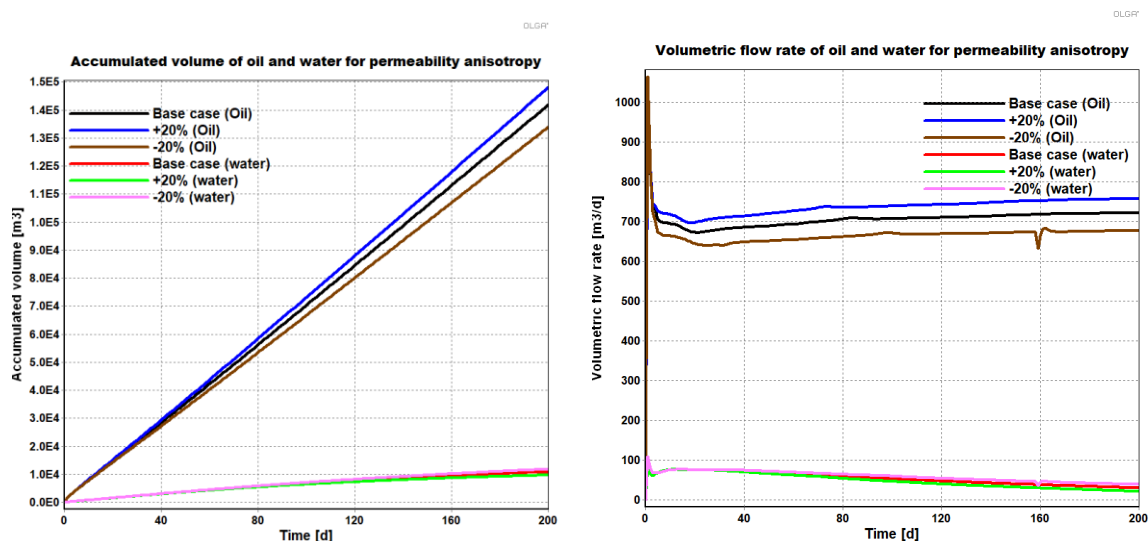 OLGA*
Accumulated volume of oil and water for permeability anisotropy
1.5E5
1.4E5
1.3E5
1.2E5
1.1E5
1.0E5
9.0E4
8.0E4
7.0E4
6.0E4
5.0E4
4.0E4
3.0E4
2.0E4
1.0E4
0.0E0
Accumulated volume [m3]
Base case (Oil)
+20% (Oil)
-20% (Oil)
Base case (water)
+20% (water)
-20% (water)
0
40
80
120
160
200
Time [d]
OLGA*
Volumetric flow rate of oil and water for permeability anisotropy
1000
900
800
700
600
500
400
300
200
100
0
Volumetric flow rate [m3/d]
Base case (Oil)
+20% (Oil)
-20% (Oil)
Base case (water)
+20% (water)
-20% (water)
0
40
80
120
160
200
Time [d]